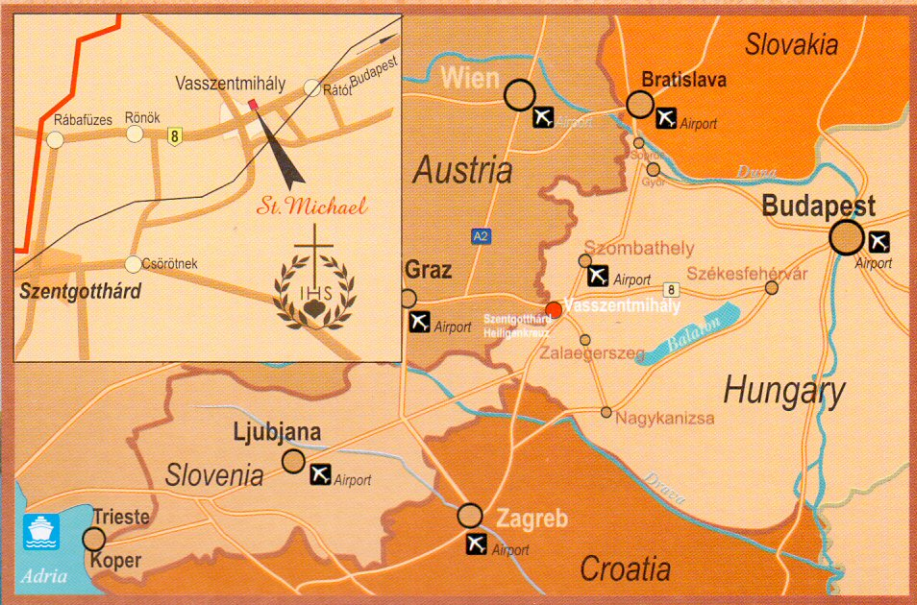 Vasszentmihály
Budapest
Rátót
Rábafüzes
Rönök
8
St. Michael
IHS
Csörötnek
Szentgotthárd
Slovakia
Wien
Airport
Bratislava
Airport
Austria
Sopron
Győr
Duna
Budapest
Airport
A2
Szombathely
Airport
Székesfehérvár
8
Graz
Airport
Vasszentmihály
Szentgotthárd
Heiligenkreuz
Zalaegerszeg
Balaton
Hungary
Nagykanizsa
Ljubjana
Airport
Slovenia
Drava
Trieste
Koper
Adria
Zagreb
Airport
Croatia